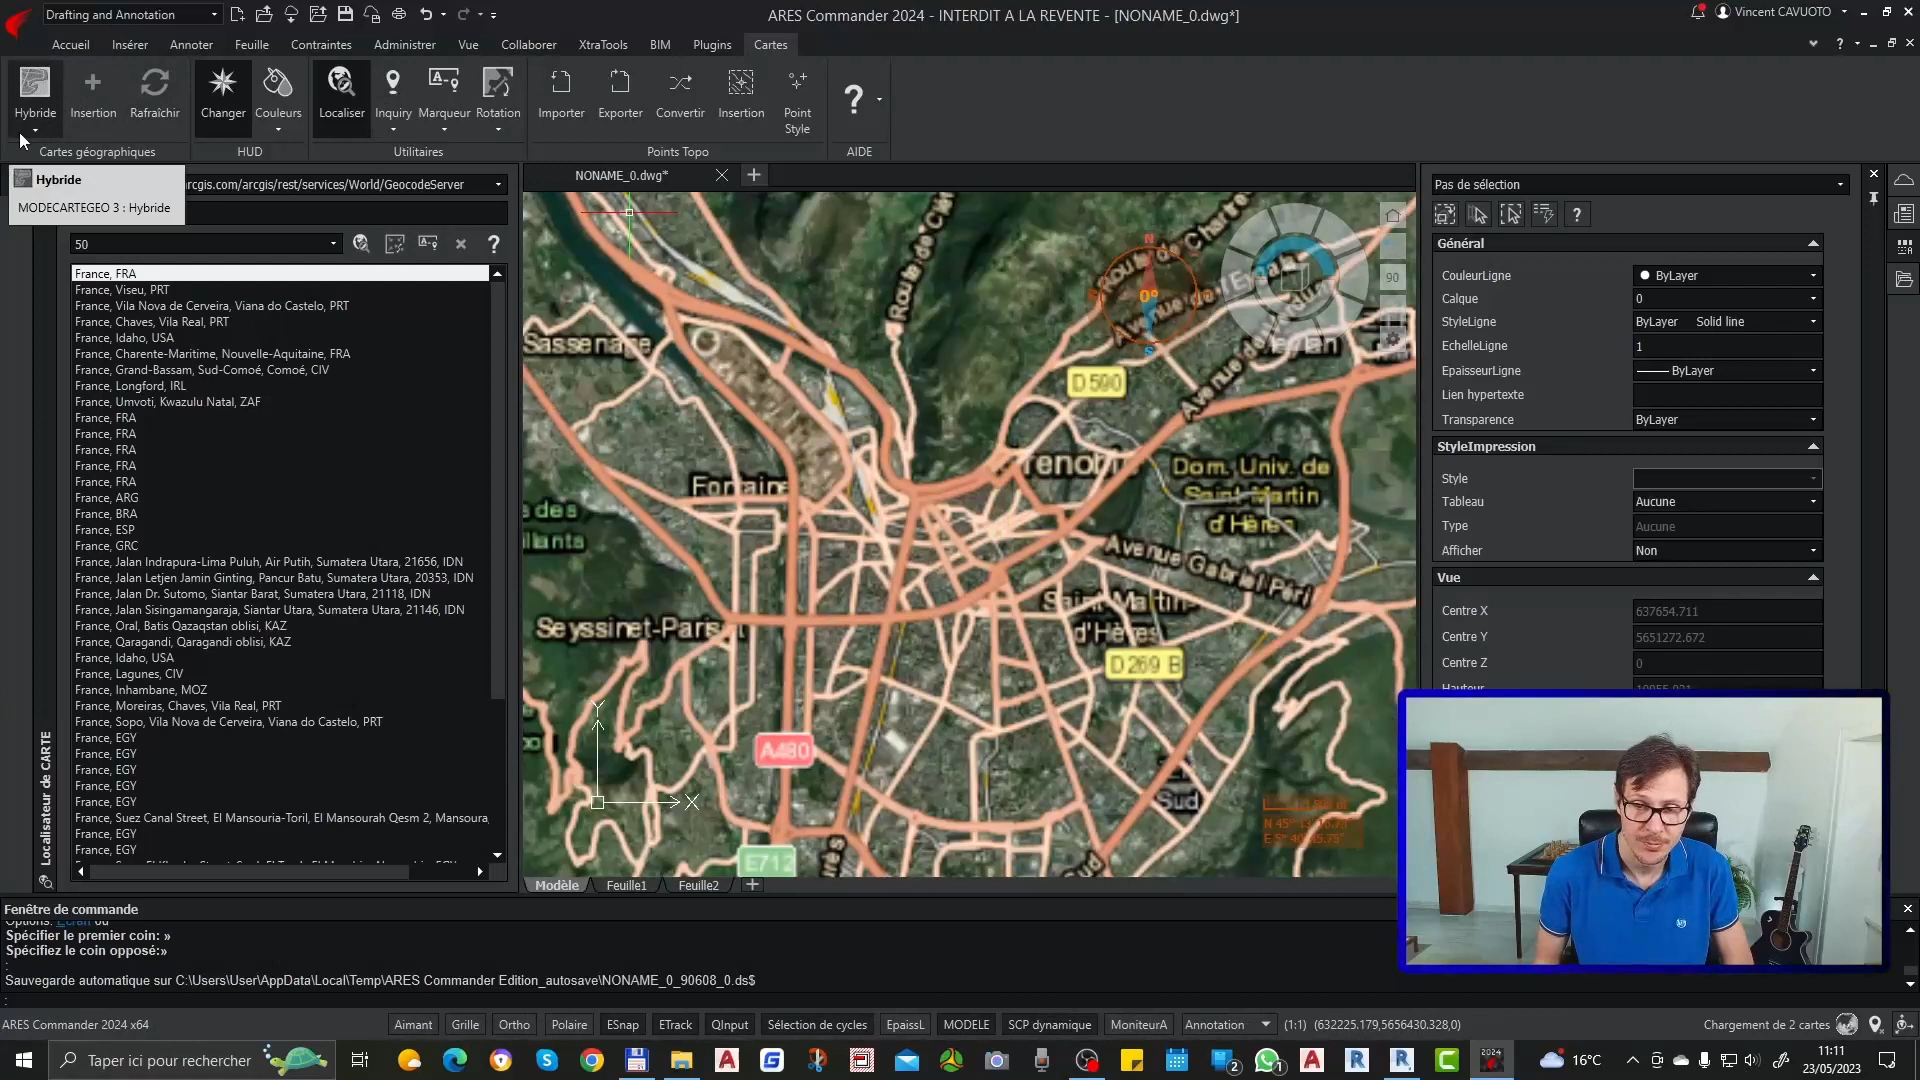 Drafting and Annotation
ARES Commander 2024 - INTERDIT A LA REVENTE - [NONAME_0.dwg*]
Vincent CAVUOTO
Accueil Insérer Annoter Feuille Contraintes Administrer Vue Collaborer XtraTools BIM Plugins Cartes
Hybride Insertion Rafraîchir Changer Couleurs Localiser Inquiry Marqueur Rotation Importer Exporter Convertir Insertion Point Style
Cartes géographiques HUD Utilitaires Points Topo AIDE
Hybride
MODECARTEGEO 3 : Hybride
arcgis.com/arcgis/rest/services/World/GeocodeServer
50
France, FRA
France, Viseu, PRT
France, Vila Nova de Cerveira, Viana do Castelo, PRT
France, Chaves, Vila Real, PRT
France, Idaho, USA
France, Charente-Maritime, Nouvelle-Aquitaine, FRA
France, Grand-Bassam, Sud-Comoé, Comoé, CIV
France, Longford, IRL
France, Umvoti, Kwazulu Natal, ZAF
France, FRA
France, FRA
France, FRA
France, FRA
France, FRA
France, ARG
France, BRA
France, ESP
France, GRC
France, Jalan Indrapura-Lima Puluh, Air Putih, Sumatera Utara, 21656, IDN
France, Jalan Letjen Jamin Ginting, Pancur Batu, Sumatera Utara, 20353, IDN
France, Jalan Dr. Sutomo, Siantar Barat, Sumatera Utara, 21118, IDN
France, Jalan Sisingamangaraja, Siantar Utara, Sumatera Utara, 21146, IDN
France, Oral, Batis Qazaqstan oblisi, KAZ
France, Qaragandi, Qaragandi oblisi, KAZ
France, Idaho, USA
France, Lagunes, CIV
France, Inhambane, MOZ
France, Moreiras, Chaves, Vila Real, PRT
France, Sopo, Vila Nova de Cerveira, Viana do Castelo, PRT
France, EGY
France, EGY
France, EGY
France, EGY
France, EGY
France, Suez Canal Street, El Mansouria-Toril, El Mansourah Qesm 2, Mansoura,
France, EGY
France, EGY
Localisateur de CARTE
NONAME_0.dwg*
Sassenage
Route de
N
0°
S
90
D 590
Avenue de
Fontaine
Dom. Univ. de
Saint-Martin
d'Hères
Avenue Gabriel Péri
Saint-Martin-
d'Hères
Seyssinet-Paris
D 269 B
A480
Sud
E712
Y
X
Modèle Feuille1 Feuille2
Pas de sélection
Général
CouleurLigne ByLayer
Calque 0
StyleLigne ByLayer Solid line
EchelleLigne 1
EpaisseurLigne ByLayer
Lien hypertexte
Transparence ByLayer
StyleImpression
Style
Tableau Aucune
Type Aucune
Afficher Non
Vue
Centre X 637654.711
Centre Y 5651272.672
Centre Z 0
Hauteur
Fenêtre de commande
Spécifier le premier coin: »
Spécifiez le coin opposé:»
:
Sauvegarde automatique sur C:\Users\User\AppData\Local\Temp\ARES Commander Edition_autosave\NONAME_0_90608_0.ds$
:
ARES Commander 2024 x64 Aimant Grille Ortho Polaire ESnap ETrack QInput Sélection de cycles EpaissL MODELE SCP dynamique MoniteurA Annotation (1:1) (632225.179,5656430.328,0) Chargement de 2 cartes
Taper ici pour rechercher
2
1
2024
16°C
11:11
23/05/2023